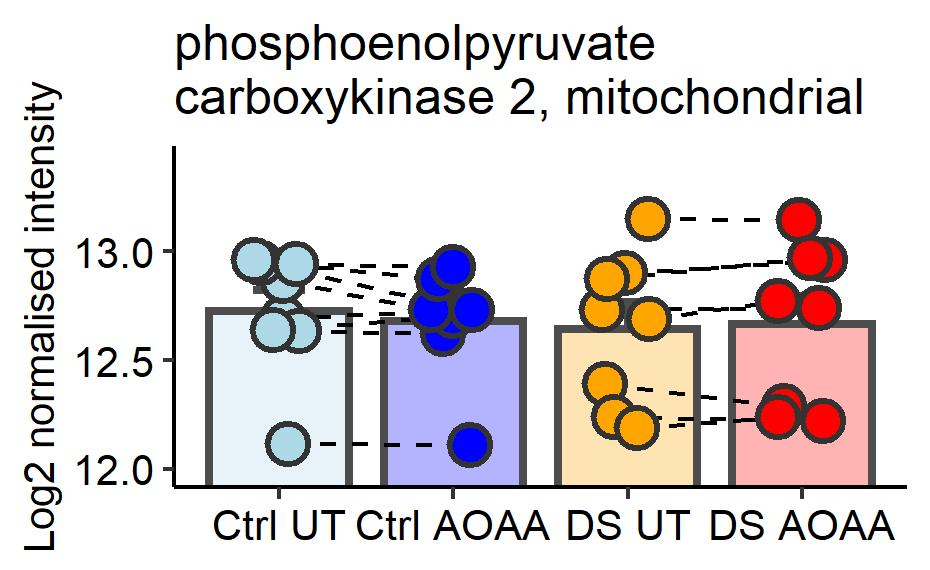 phosphoenolpyruvate
carboxykinase 2, mitochondrial
Log2 normalised intensity
13.0
12.5
12.0
Ctrl UT Ctrl AOAA DS UT DS AOAA